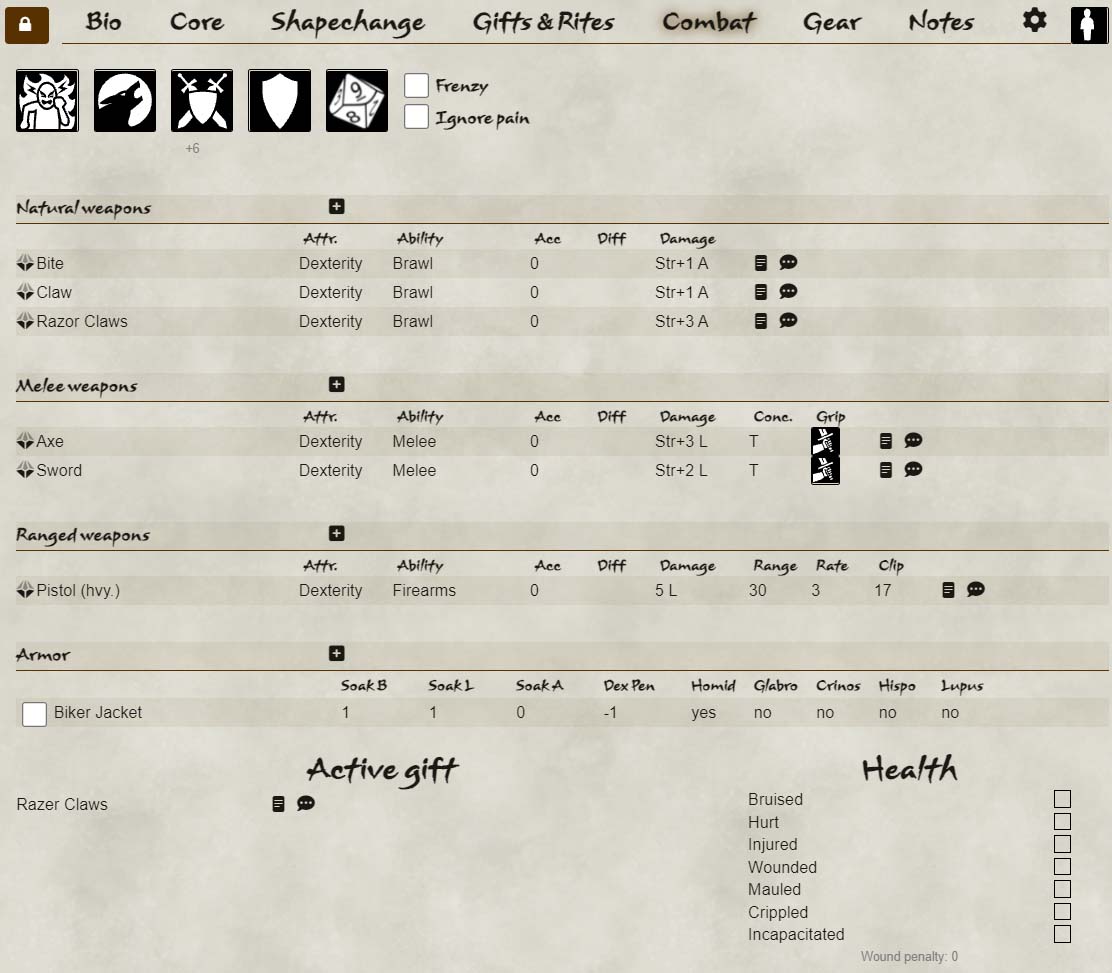 Bio Core Shapechange Gifts & Rites Combat Gear Notes
9 8
Frenzy
Ignore pain
+6
Natural weapons
Attr. Ability Acc Diff Damage
Bite Dexterity Brawl 0 Str+1 A
Claw Dexterity Brawl 0 Str+1 A
Razor Claws Dexterity Brawl 0 Str+3 A
Melee weapons
Attr. Ability Acc Diff Damage Conc. Grip
Axe Dexterity Melee 0 Str+3 L T
Sword Dexterity Melee 0 Str+2 L T
Ranged weapons
Attr. Ability Acc Diff Damage Range Rate Clip
Pistol (hvy.) Dexterity Firearms 0 5 L 30 3 17
Armor
Soak B Soak L Soak A Dex Pen Homid Glabro Crinos Hispo Lupus
Biker Jacket 1 1 0 -1 yes no no no no
Active gift
Razer Claws
Health
Bruised
Hurt
Injured
Wounded
Mauled
Crippled
Incapacitated
Wound penalty: 0